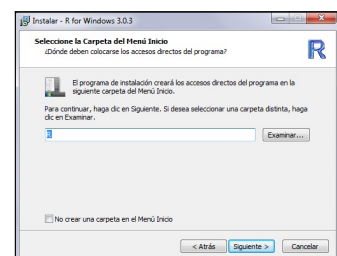 Instalar - R for Windows 3.0.3
Seleccione la Carpeta del Menú Inicio
¿Dónde deben colocarse los accesos directos del programa?
R
El programa de instalación creará los accesos directos del programa en la
siguiente carpeta del Menú Inicio.
Para continuar, haga clic en Siguiente. Si desea seleccionar una carpeta distinta, haga
clic en Examinar.
R
Examinar...
No crear una carpeta en el Menú Inicio
< Atrás
Siguiente >
Cancelar